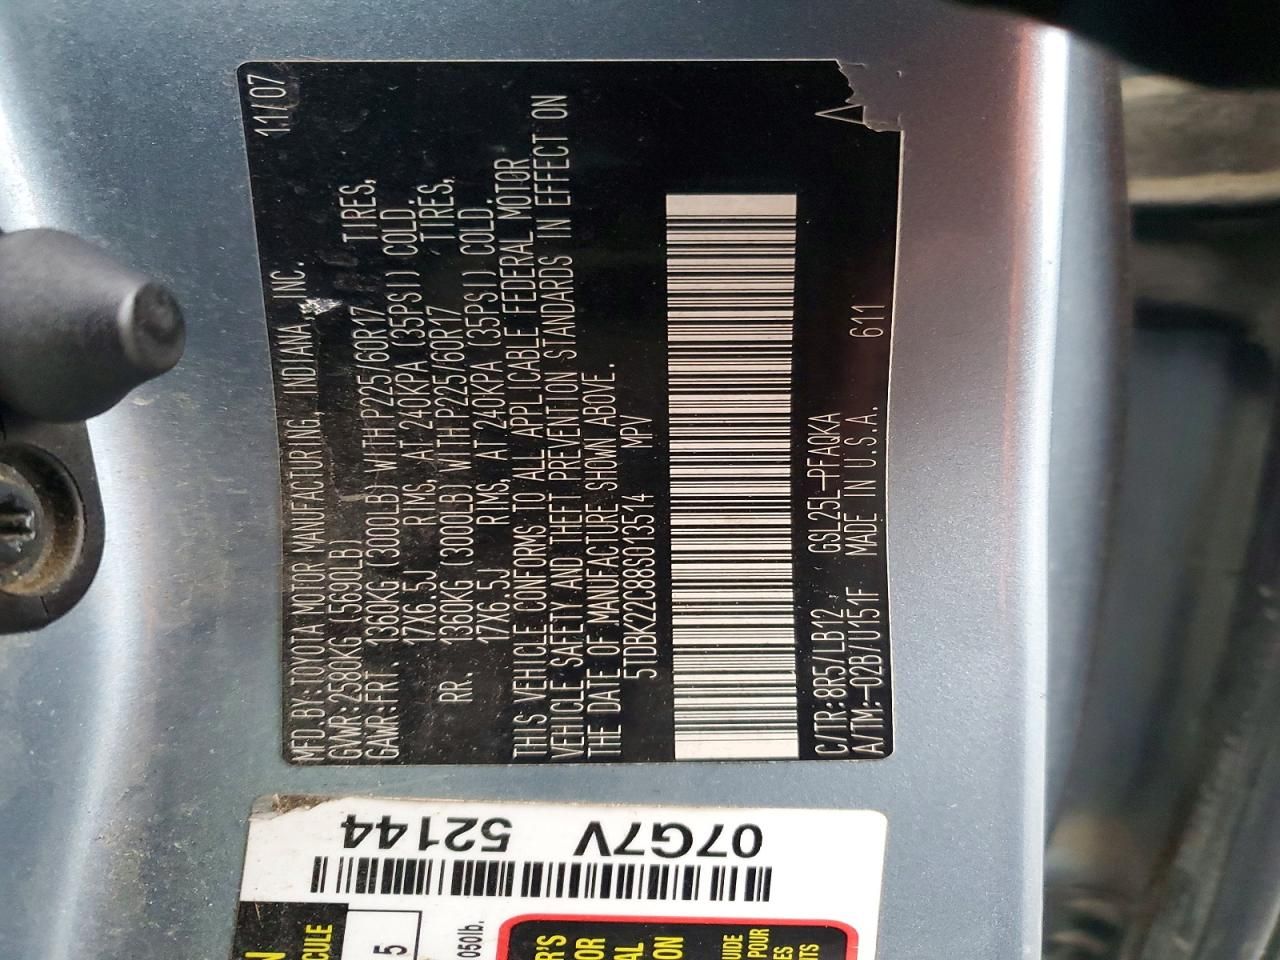 11/07
MFD.BY:TOYOTA MOTOR MANUFACTURING, INDIANA, INC.
GVWR:2580KG (5690LB)
GAWR:FRT. 1360KG (3000LB) WITH P225/60R17 TIRES,
17X6.5J RIMS, AT 240KPA (35PSI) COLD
RR. 1360KG (3000LB) WITH P225/60R17 TIRES,
17X6.5J RIMS, AT 240KPA (35PSI) COLD.
THIS VEHICLE CONFORMS TO ALL APPLICABLE FEDERAL MOTOR
VEHICLE SAFETY AND THEFT PREVENTION STANDARDS IN EFFECT ON
THE DATE OF MANUFACTURE SHOWN ABOVE.
5TDBK22C88S013514 MPV
C/TR:8R5/LB12 GSL25L-PFAQKA
A/TM:-02B/U151F MADE IN U.S.A. 611
07G7V 52144
5
050lb.